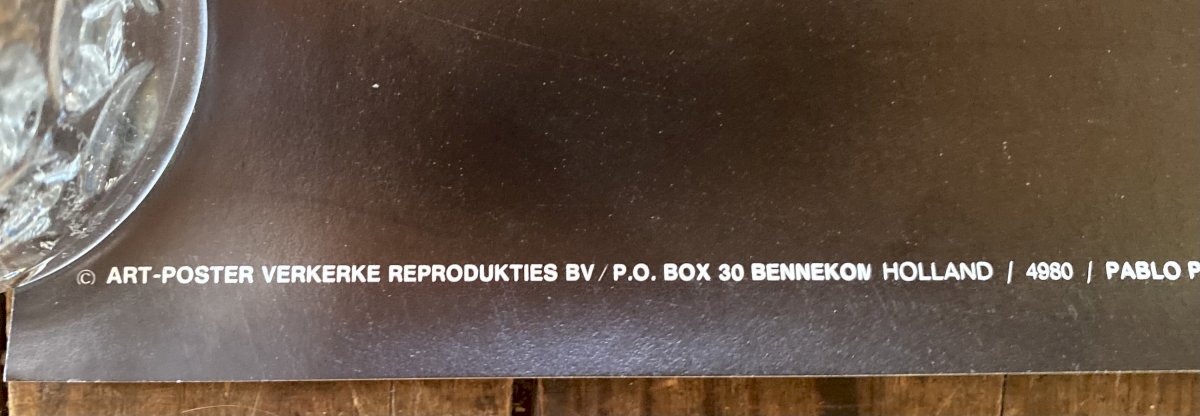 © ART-POSTER VERKERKE REPRODUKTIES BV / P.O. BOX 30 BENNEKOM HOLLAND / 4980 / PABLO P